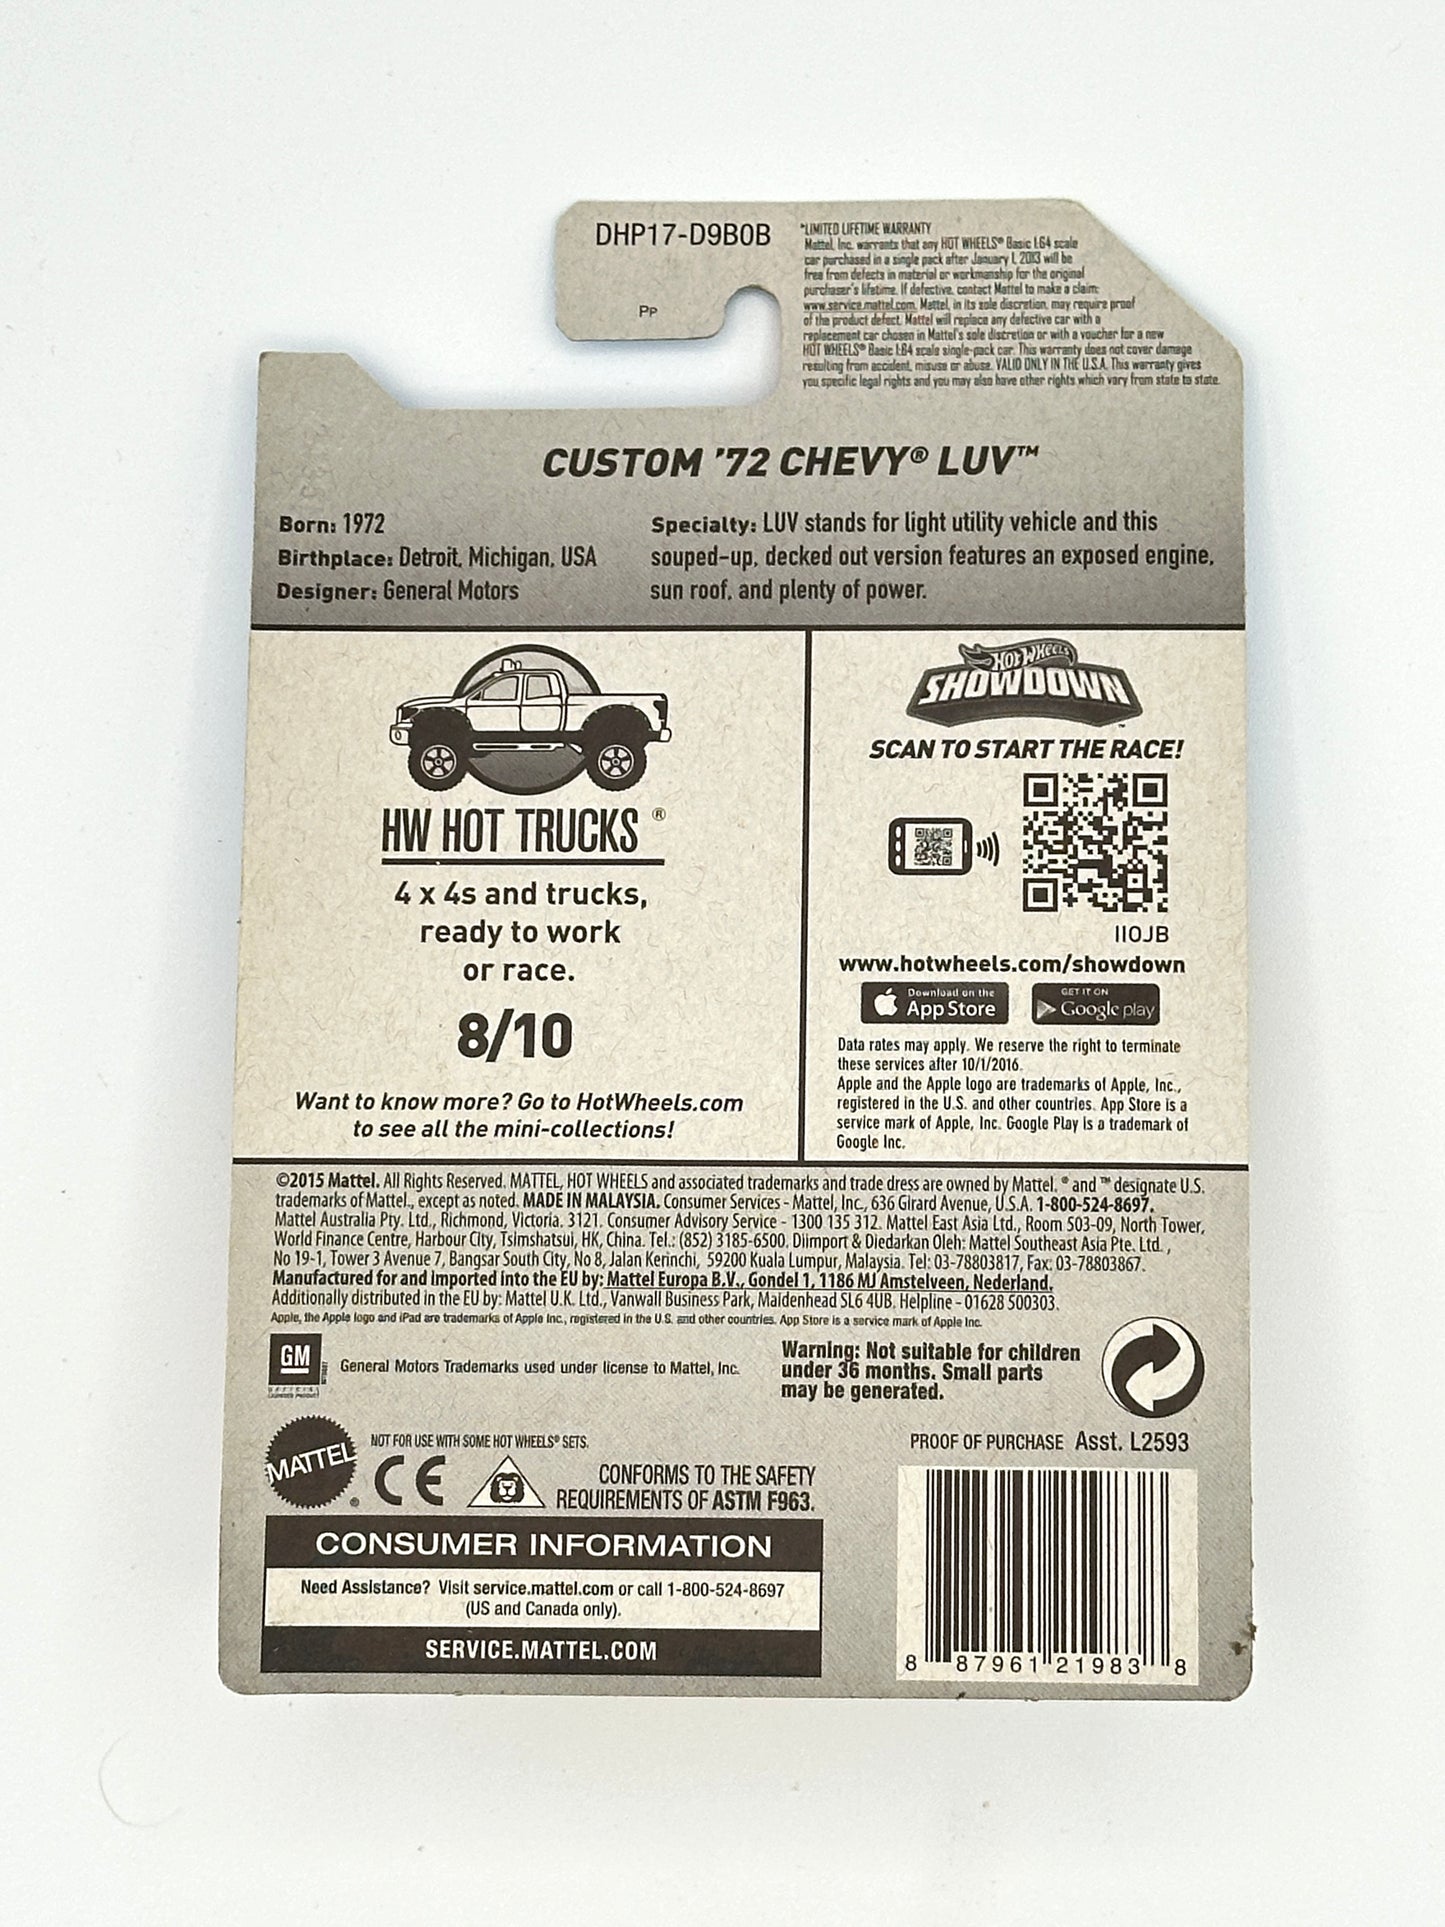 DHP17-D9B0B
PP
*LIMITED LIFETIME WARRANTY
Mattel, Inc. warrants that any HOT WHEELS® Basic 1:64 scale
car purchased in a single pack after January 1, 2013 will be
free from defects in material or workmanship for the original
purchaser's lifetime. If defective, contact Mattel to make a claim:
www.service.mattel.com. Mattel, in its sole discretion, may require proof
of the product defect. Mattel will replace any defective car with a
replacement car chosen in Mattel's sole discretion or with a voucher for a new
HOT WHEELS® Basic 1:64 scale single-pack car. This warranty does not cover damage
resulting from accident, misuse or abuse. VALID ONLY IN THE U.S.A. This warranty gives
you specific legal rights and you may also have other rights which vary from state to state.
CUSTOM '72 CHEVY® LUV™
Born: 1972
Birthplace: Detroit, Michigan, USA
Designer: General Motors
Specialty: LUV stands for light utility vehicle and this
souped-up, decked out version features an exposed engine,
sun roof, and plenty of power.
HW HOT TRUCKS ®
4 x 4s and trucks,
ready to work
or race.
8/10
Want to know more? Go to HotWheels.com
to see all the mini-collections!
HOT WHEELS
SHOWDOWN™
SCAN TO START THE RACE!
110JB
www.hotwheels.com/showdown
Download on the
App Store
GET IT ON
Google play
Data rates may apply. We reserve the right to terminate
these services after 10/1/2016.
Apple and the Apple logo are trademarks of Apple, Inc.,
registered in the U.S. and other countries. App Store is a
service mark of Apple, Inc. Google Play is a trademark of
Google Inc.
©2015 Mattel. All Rights Reserved. MATTEL, HOT WHEELS and associated trademarks and trade dress are owned by Mattel. ® and ™ designate U.S.
trademarks of Mattel., except as noted. MADE IN MALAYSIA. Consumer Services - Mattel, Inc., 636 Girard Avenue, U.S.A. 1-800-524-8697.
Mattel Australia Pty. Ltd., Richmond, Victoria. 3121. Consumer Advisory Service - 1300 135 312. Mattel East Asia Ltd., Room 503-09, North Tower,
World Finance Centre, Harbour City, Tsimshatsui, HK, China. Tel.: (852) 3185-6500. Diimport & Diedarkan Oleh: Mattel Southeast Asia Pte. Ltd. ,
No 19-1, Tower 3 Avenue 7, Bangsar South City, No 8, Jalan Kerinchi, 59200 Kuala Lumpur, Malaysia. Tel: 03-78803817, Fax: 03-78803867.
Manufactured for and imported into the EU by: Mattel Europa B.V., Gondel 1, 1186 MJ Amstelveen, Nederland.
Additionally distributed in the EU by: Mattel U.K. Ltd., Vanwall Business Park, Maidenhead SL6 4UB. Helpline - 01628 500303.
Apple, the Apple logo and iPad are trademarks of Apple Inc., registered in the U.S. and other countries. App Store is a service mark of Apple Inc.
GM
OFFICIAL
LICENSED PRODUCT
General Motors Trademarks used under license to Mattel, Inc.
Warning: Not suitable for children
under 36 months. Small parts
may be generated.
MATTEL®
NOT FOR USE WITH SOME HOT WHEELS® SETS.
CE
CONFORMS TO THE SAFETY
REQUIREMENTS OF ASTM F963.
PROOF OF PURCHASE Asst. L2593
CONSUMER INFORMATION
Need Assistance? Visit service.mattel.com or call 1-800-524-8697
(US and Canada only).
SERVICE.MATTEL.COM
8 87961 21983 8